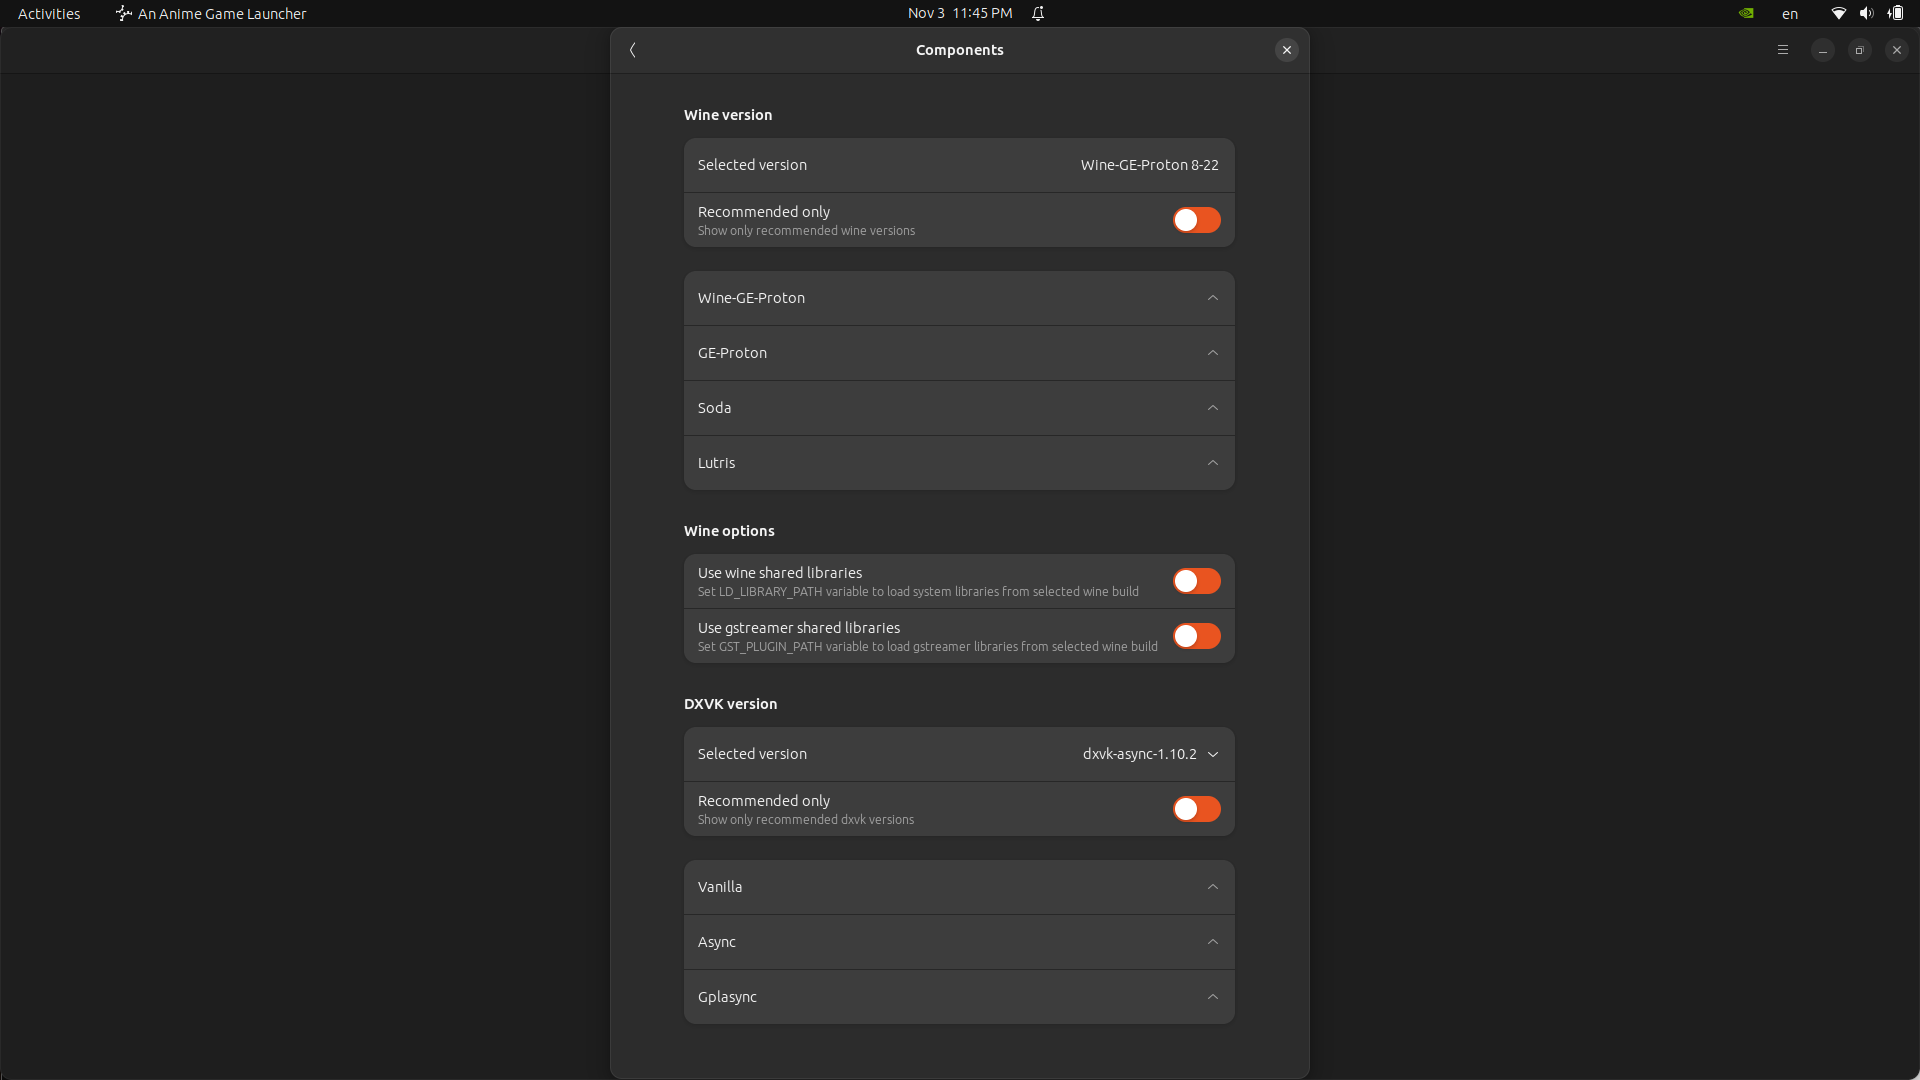 Activities
An Anime Game Launcher
Nov 3 11:45 PM
en
Components
Wine version
Selected version
Wine-GE-Proton 8-22
Recommended only
Show only recommended wine versions
Wine-GE-Proton
GE-Proton
Soda
Lutris
Wine options
Use wine shared libraries
Set LD_LIBRARY_PATH variable to load system libraries from selected wine build
Use gstreamer shared libraries
Set GST_PLUGIN_PATH variable to load gstreamer libraries from selected wine build
DXVK version
Selected version
dxvk-async-1.10.2
Recommended only
Show only recommended dxvk versions
Vanilla
Async
Gplasync